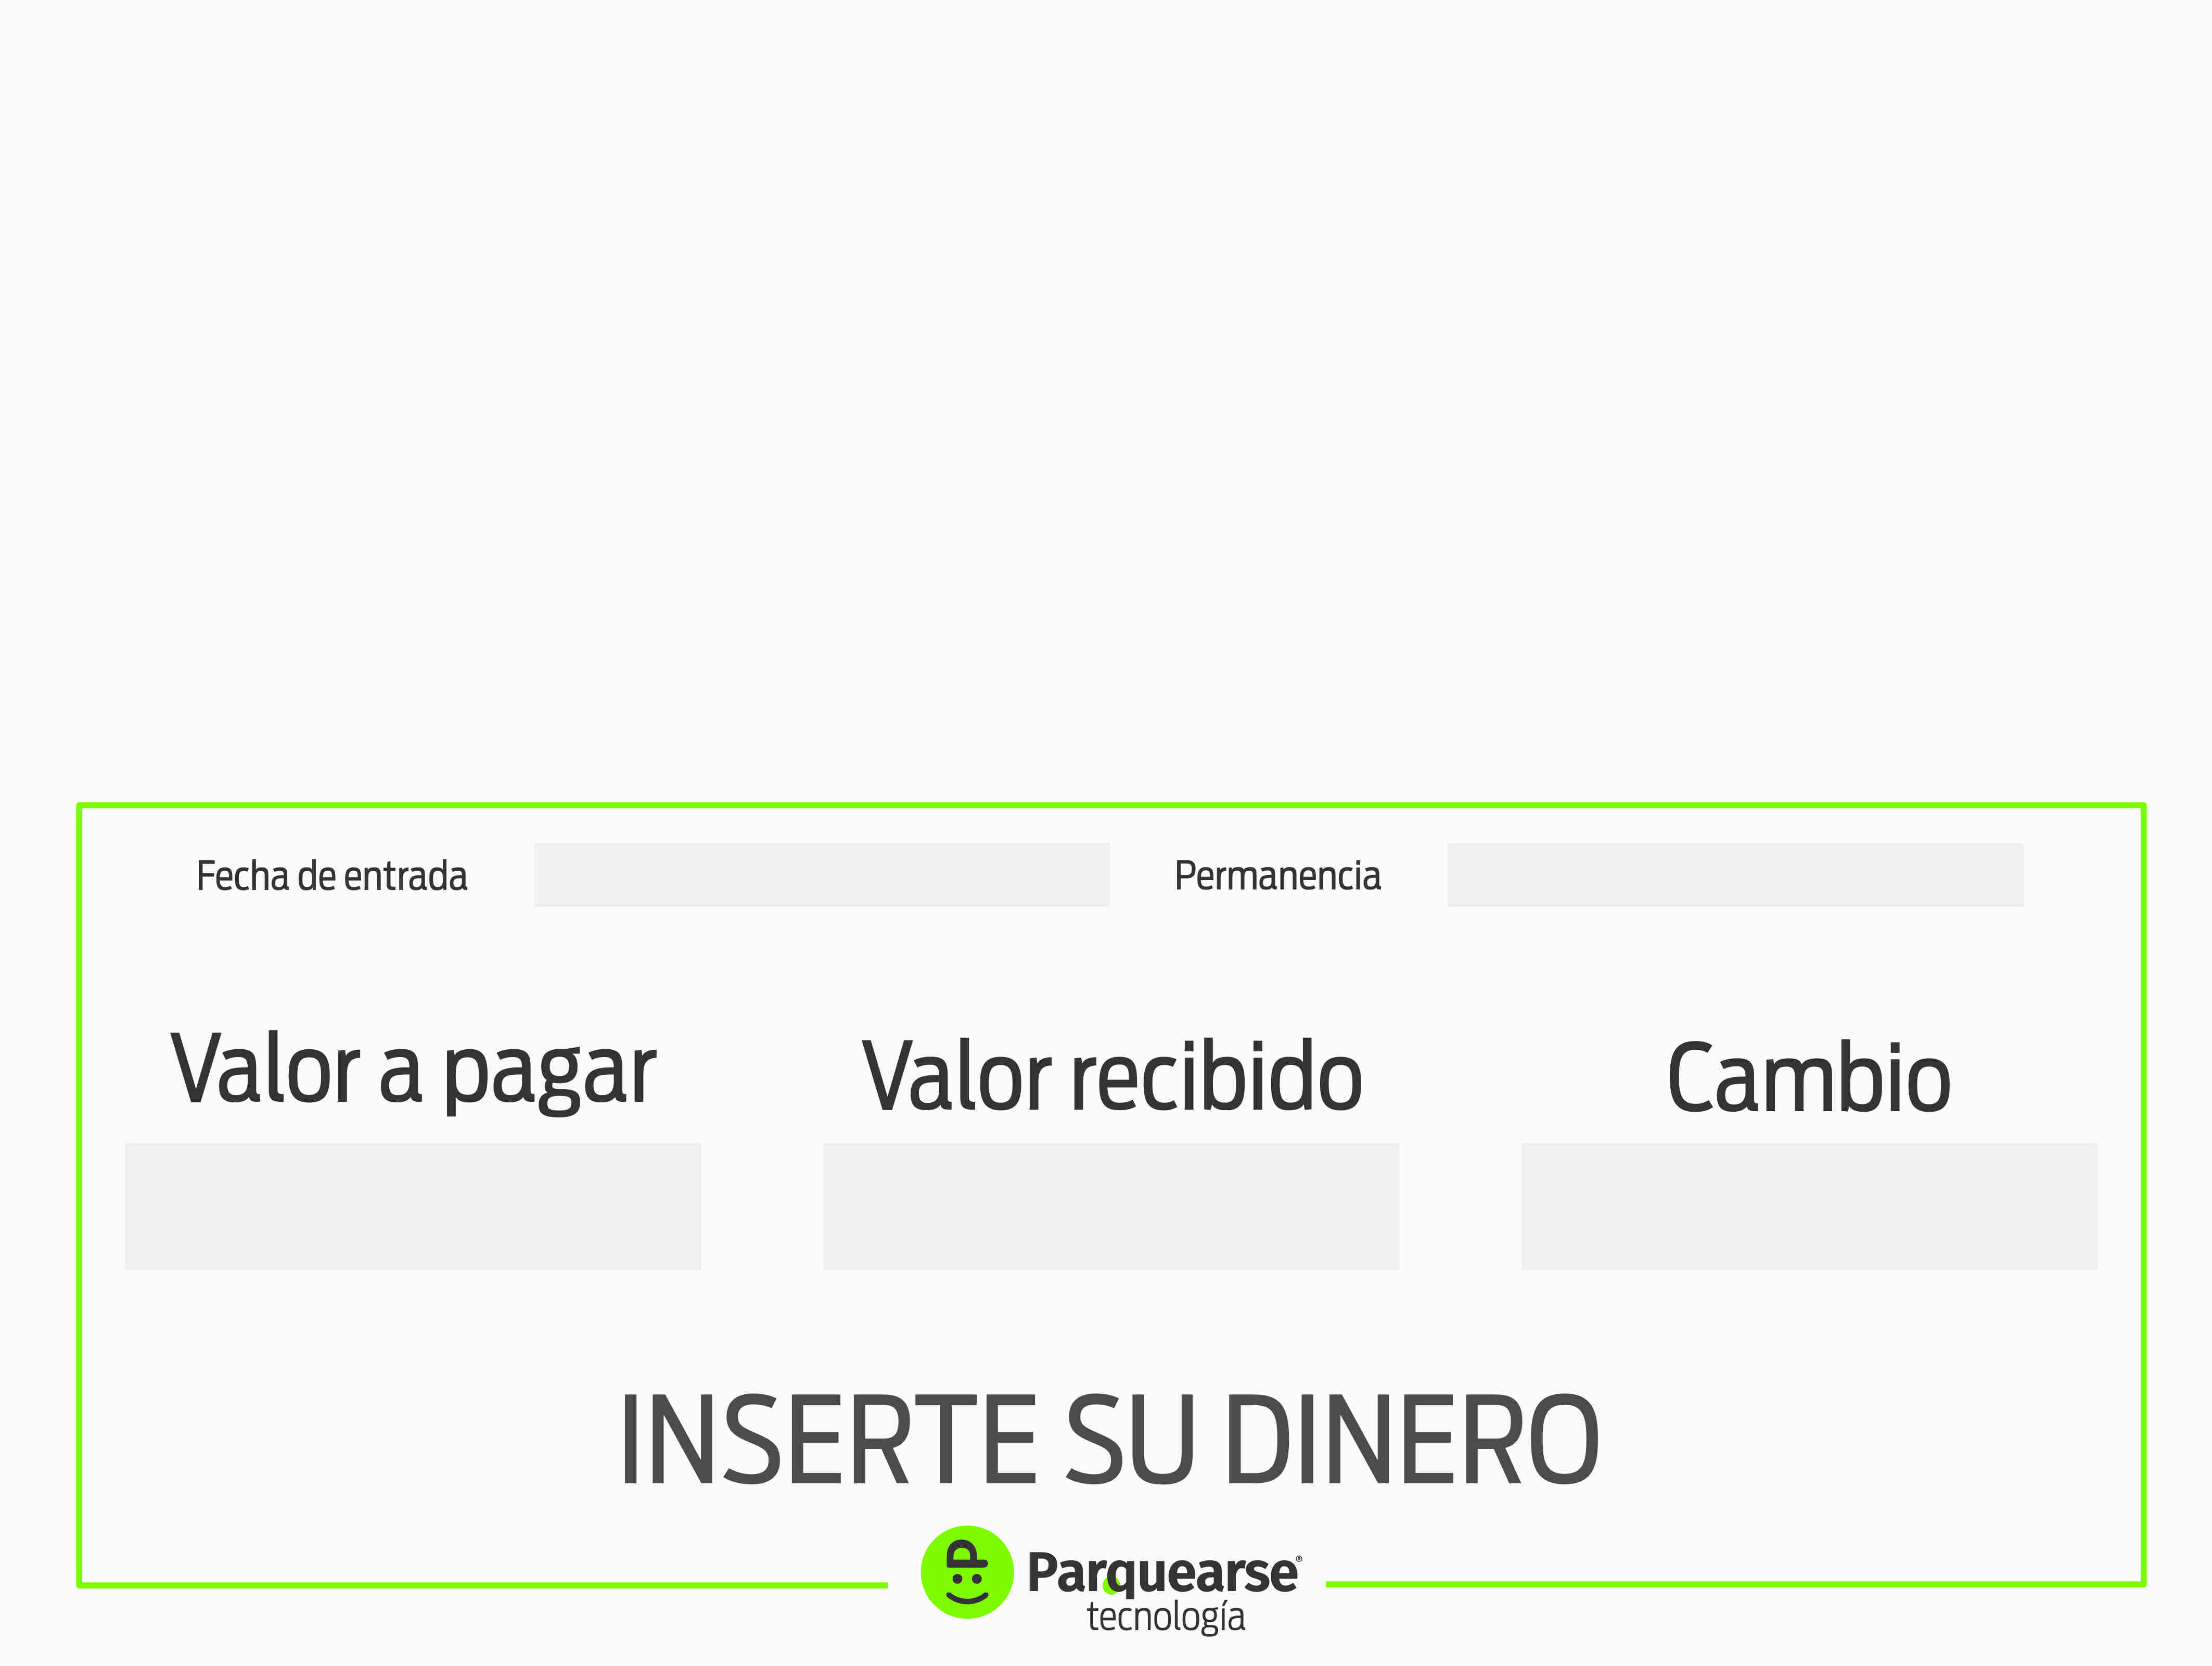 Fecha de entrada Permanencia
Valor a pagar Valor recibido Cambio
INSERTE SU DINERO
Parquearse®
tecnología